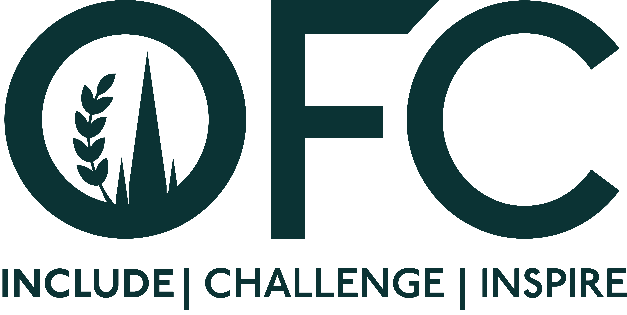 OFC
INCLUDE | CHALLENGE | INSPIRE